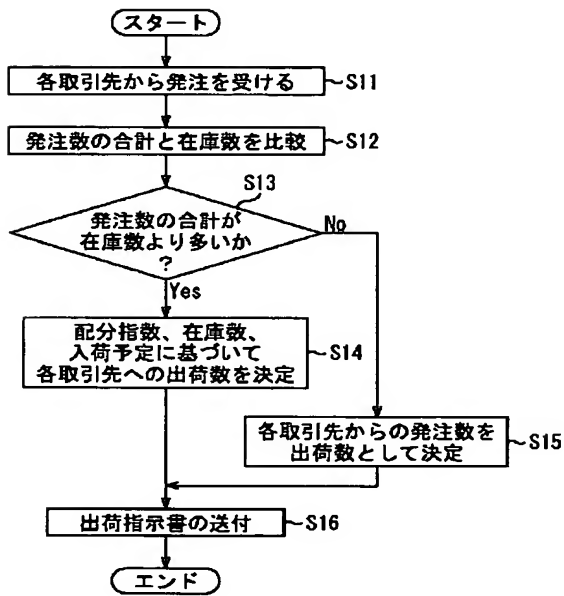 スタート
各取引先から発注を受ける
S11
発注数の合計と在庫数を比較
S12
S13
発注数の合計が
在庫数より多いか
?
No
Yes
配分指数、在庫数、
入荷予定に基づいて
各取引先への出荷数を決定
S14
各取引先からの発注数を
出荷数として決定
S15
出荷指示書の送付
S16
エンド